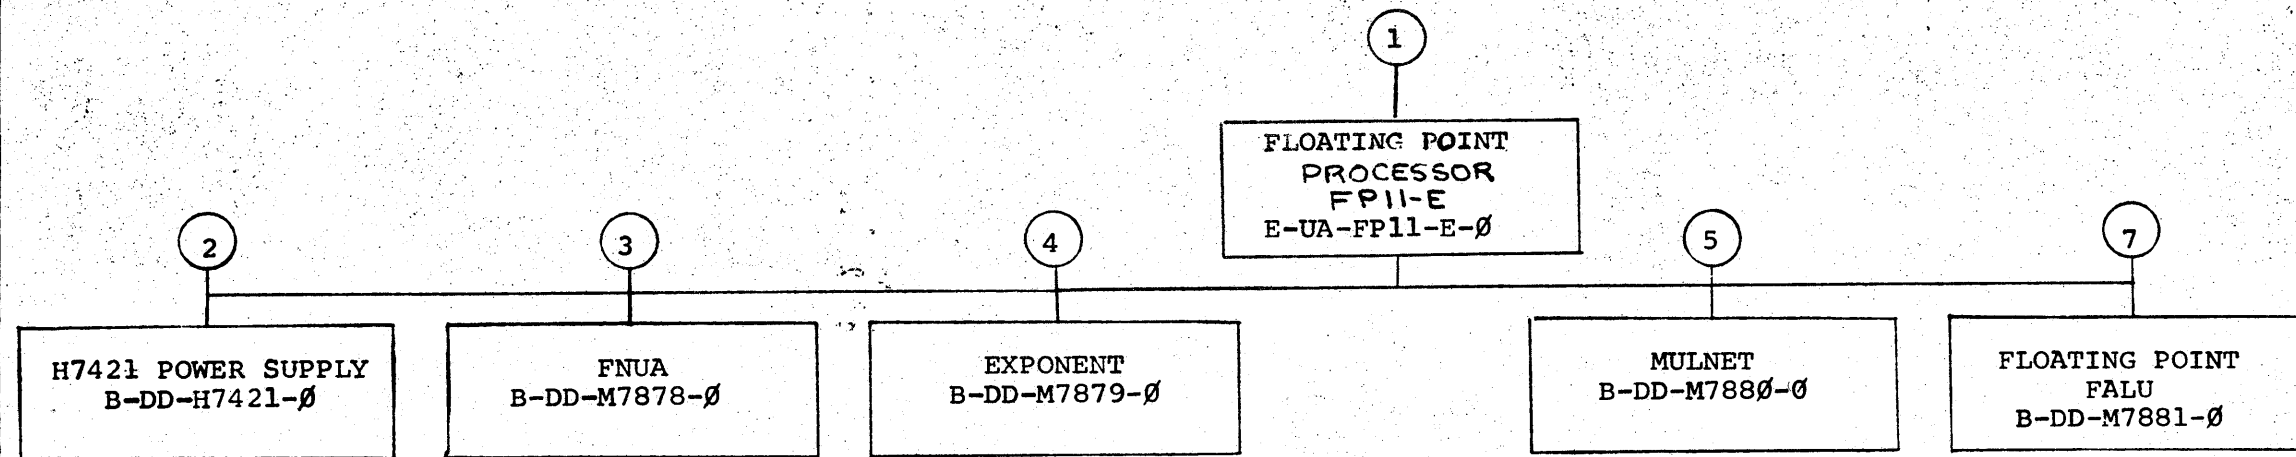 1
FLOATING POINT
PROCESSOR
FP11-E
E-UA-FP11-E-Ø
2
3
4
5
7
H7421 POWER SUPPLY
B-DD-H7421-Ø
FNUA
B-DD-M7878-Ø
EXPONENT
B-DD-M7879-Ø
MULNET
B-DD-M788Ø-Ø
FLOATING POINT
FALU
B-DD-M7881-Ø